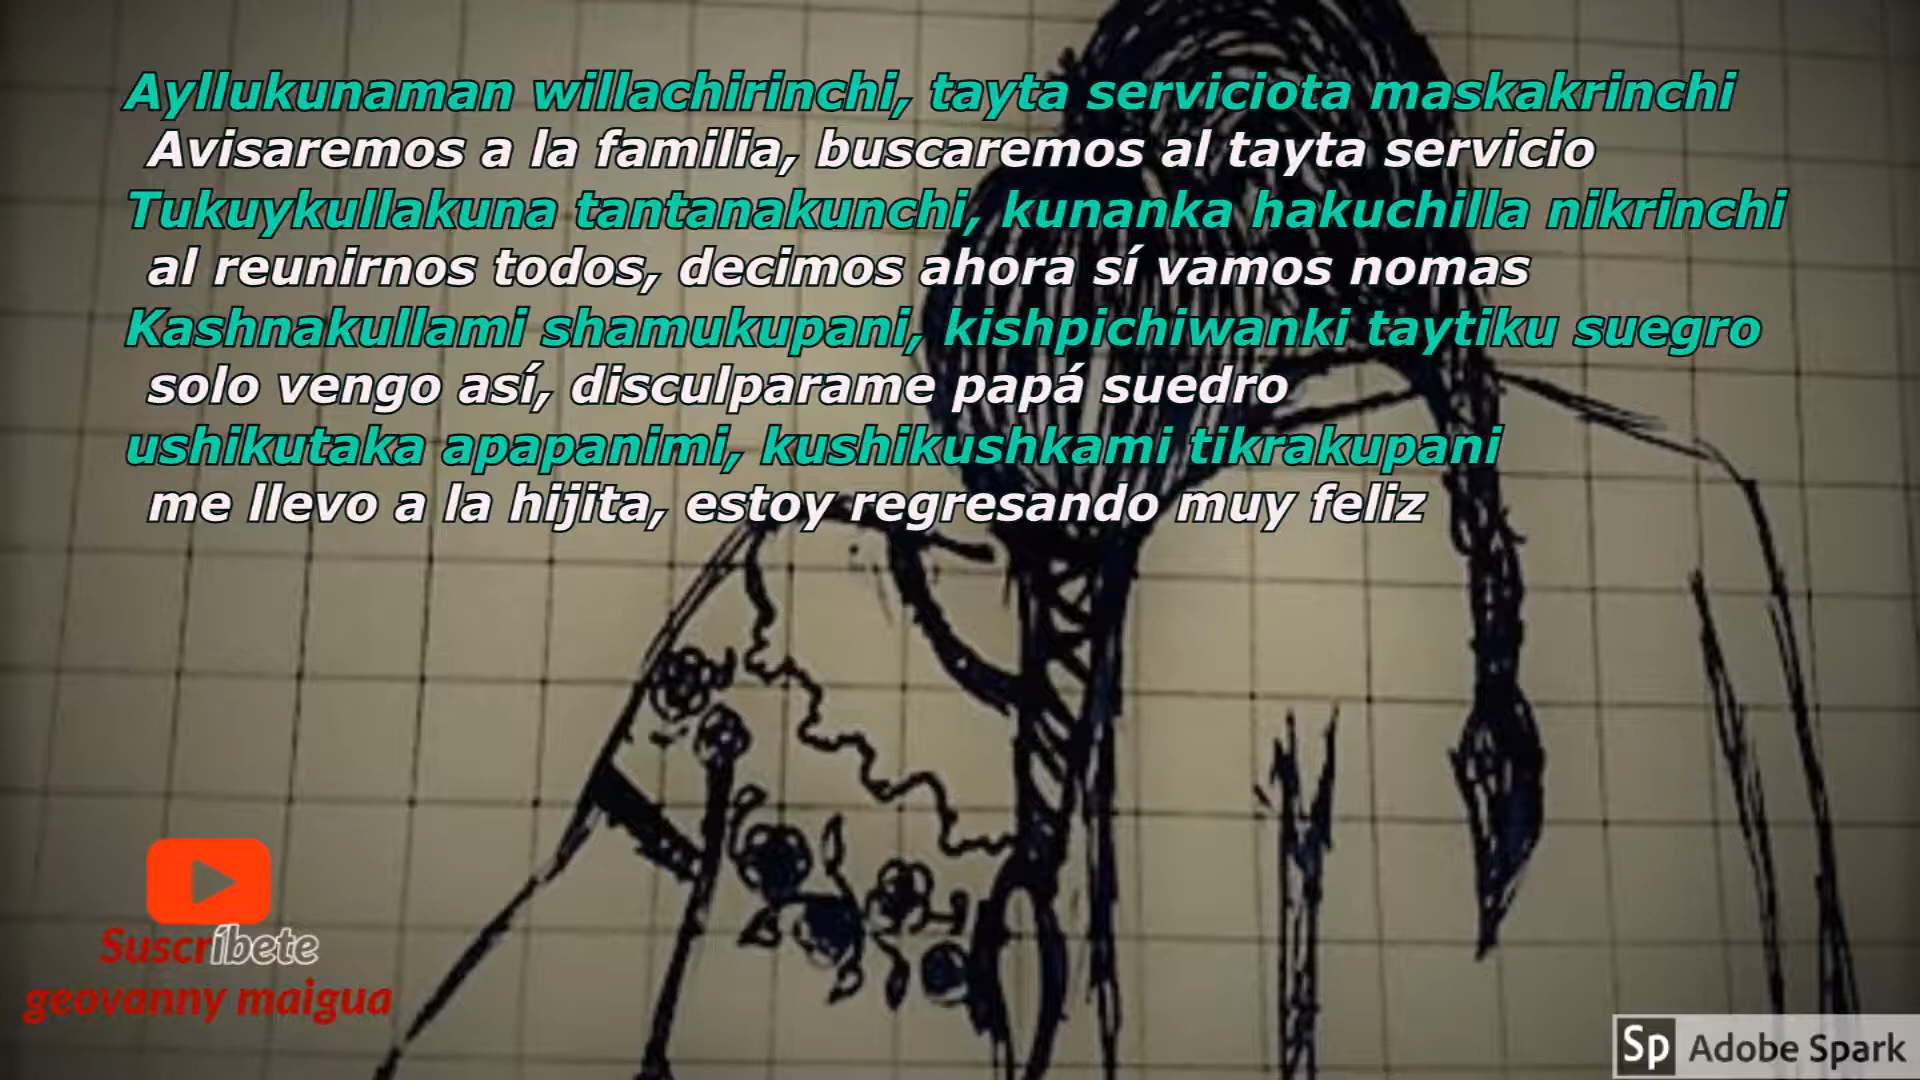 Ayllukunaman willachirinchi, tayta serviciota maskakrinchi
Avisaremos a la familia, buscaremos al tayta servicio
Tukuykullakuna tantanakunchi, kunanka hakuchilla nikrinchi
al reunirnos todos, decimos ahora sí vamos nomas
Kashnakullami shamukupani, kishpichiwanki taytiku suegro
solo vengo así, disculparame papá suedro
ushikutaka apapanimi, kushikushkami tikrakupani
me llevo a la hijita, estoy regresando muy feliz
Suscríbete
geovanny maigua
Sp Adobe Spark